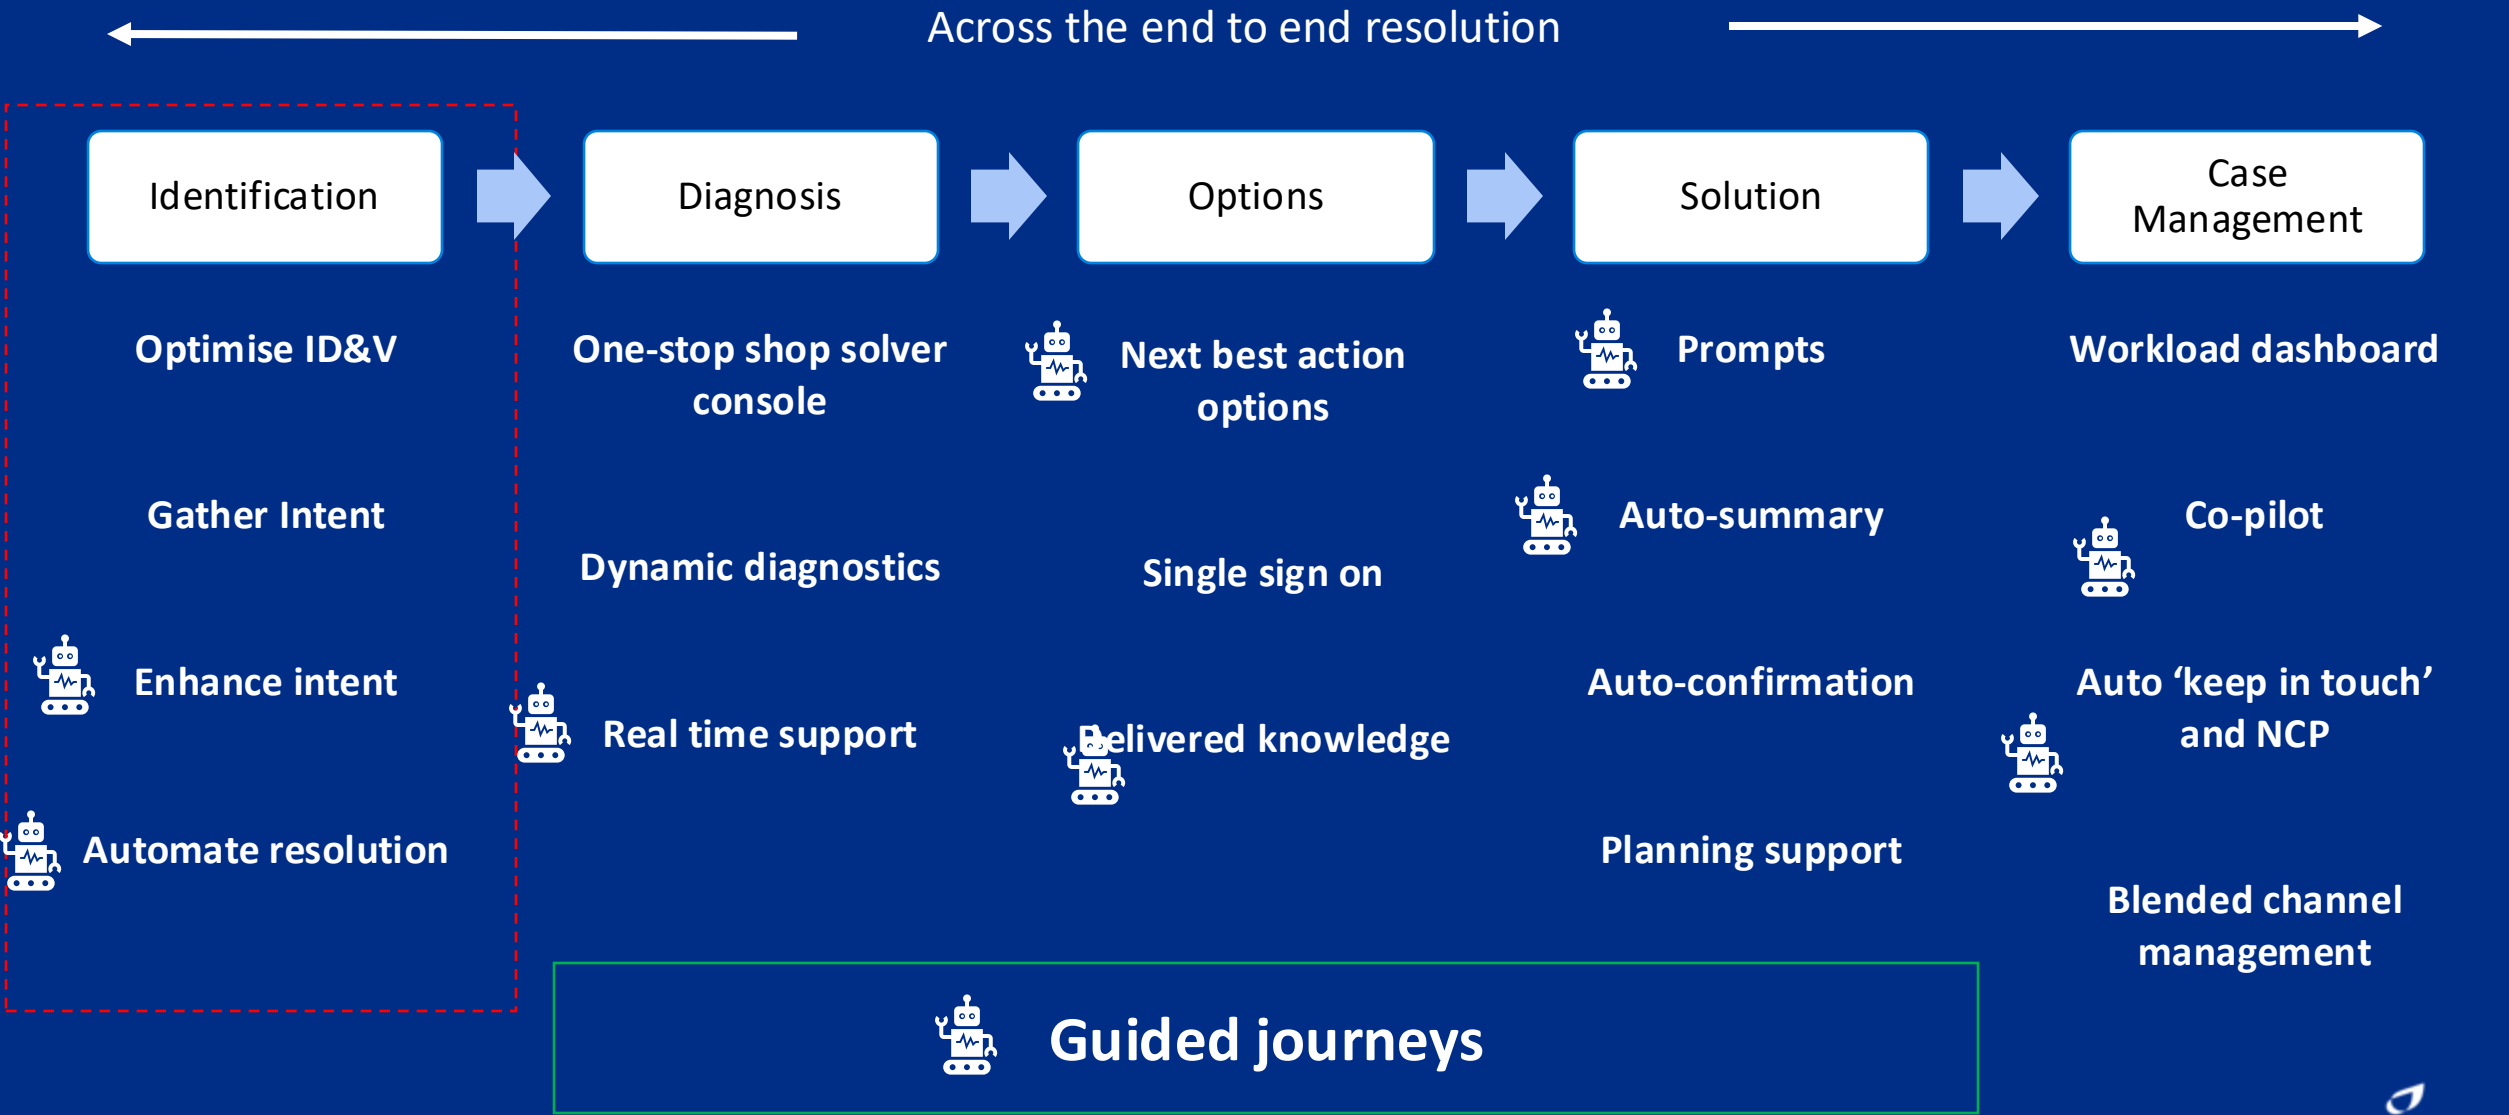 Across the end to end resolution
Identification
Diagnosis
Options
Solution
Case
Management
Optimise ID&V
Gather Intent
Enhance intent
Automate resolution
One-stop shop solver
console
Dynamic diagnostics
Real time support
Next best action
options
Single sign on
Delivered knowledge
Prompts
Auto-summary
Auto-confirmation
Planning support
Workload dashboard
Co-pilot
Auto ‘keep in touch’
and NCP
Blended channel
management
Guided journeys